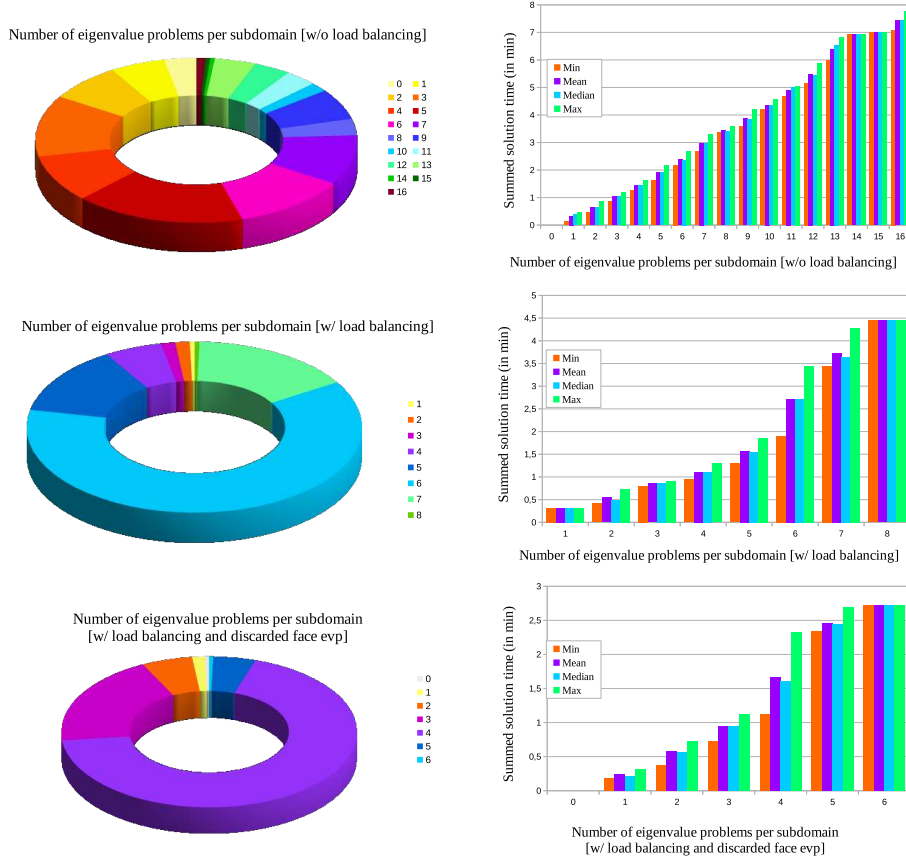 Number of eigenvalue problems per subdomain [w/o load balancing]
0 1
2 3
4 5
6 7
8 9
10 11
12 13
14 15
16
Summed solution time (in min)
8
7
6
5
4
3
2
1
0
Min
Mean
Median
Max
0 1 2 3 4 5 6 7 8 9 10 11 12 13 14 15 16
Number of eigenvalue problems per subdomain [w/o load balancing]
Number of eigenvalue problems per subdomain [w/ load balancing]
1
2
3
4
5
6
7
8
Summed solution time (in min)
5
4,5
4
3,5
3
2,5
2
1,5
1
0,5
0
Min
Mean
Median
Max
1 2 3 4 5 6 7 8
Number of eigenvalue problems per subdomain [w/ load balancing]
Number of eigenvalue problems per subdomain
[w/ load balancing and discarded face evp]
0
1
2
3
4
5
6
Summed solution time (in min)
3
2,5
2
1,5
1
0,5
0
Min
Mean
Median
Max
0 1 2 3 4 5 6
Number of eigenvalue problems per subdomain
[w/ load balancing and discarded face evp]